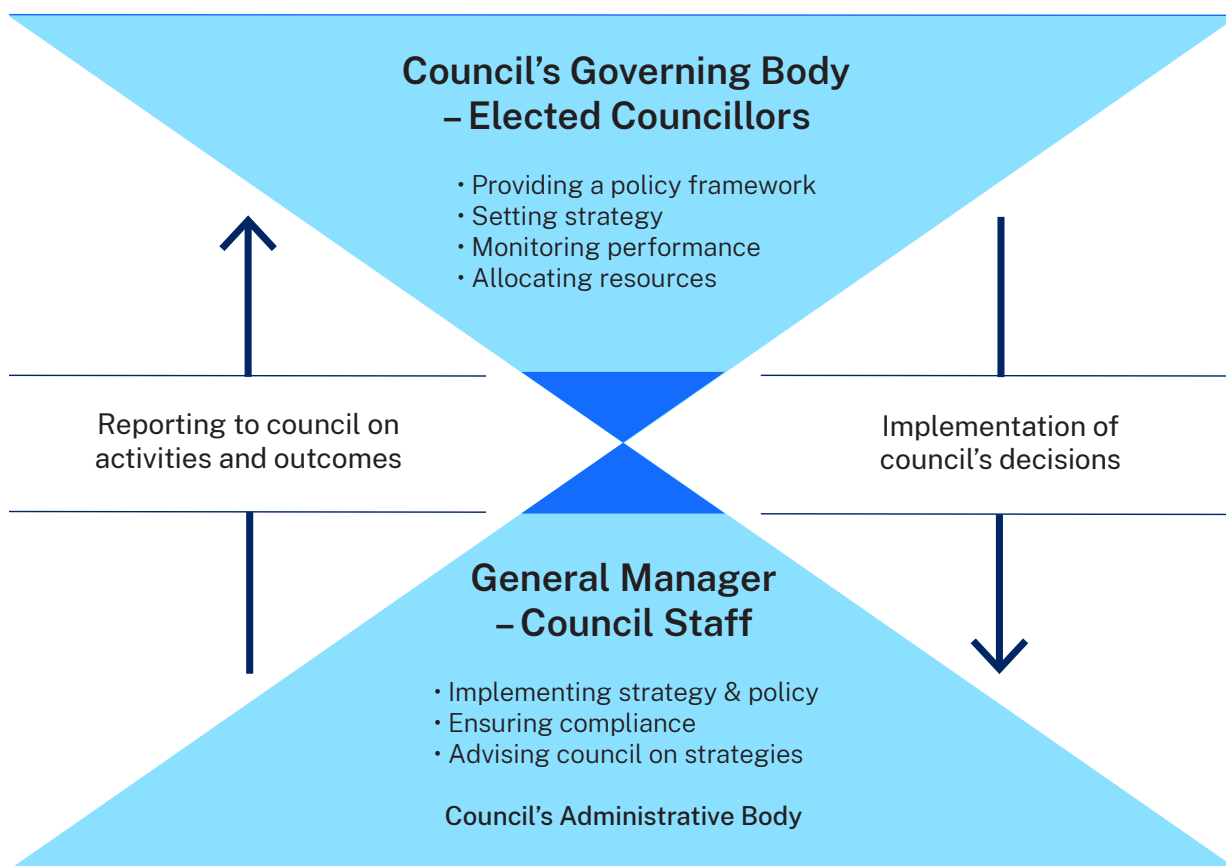 Council’s Governing Body
– Elected Councillors
• Providing a policy framework
• Setting strategy
• Monitoring performance
• Allocating resources
Reporting to council on
activities and outcomes
Implementation of
council’s decisions
General Manager
– Council Staff
• Implementing strategy & policy
• Ensuring compliance
• Advising council on strategies
Council’s Administrative Body